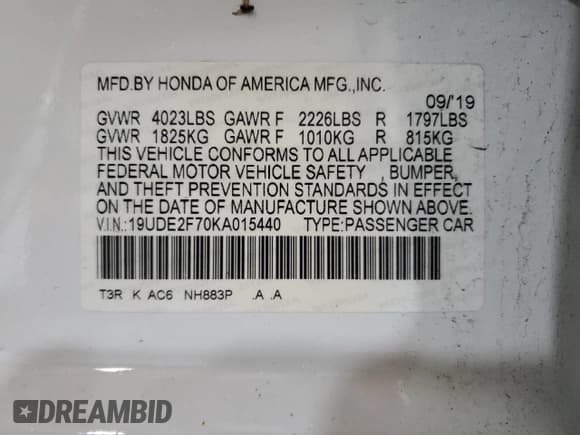 MFD.BY HONDA OF AMERICA MFG.,INC.
09/'19
GVWR 4023LBS GAWR F 2226LBS R 1797LBS
GVWR 1825KG GAWR F 1010KG R 815KG
THIS VEHICLE CONFORMS TO ALL APPLICABLE
FEDERAL MOTOR VEHICLE SAFETY , BUMPER,
AND THEFT PREVENTION STANDARDS IN EFFECT
ON THE DATE OF MANUFACTURE SHOWN ABOVE.
V.I.N.:19UDE2F70KA015440 TYPE:PASSENGER CAR
T3R K AC6 NH883P .A .A
DREAMBID